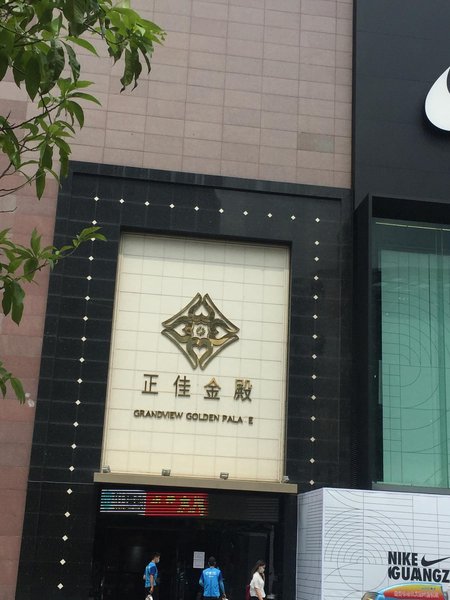 正佳金殿
GRANDVIEW GOLDEN PALA E
NIKE
GUANGZ